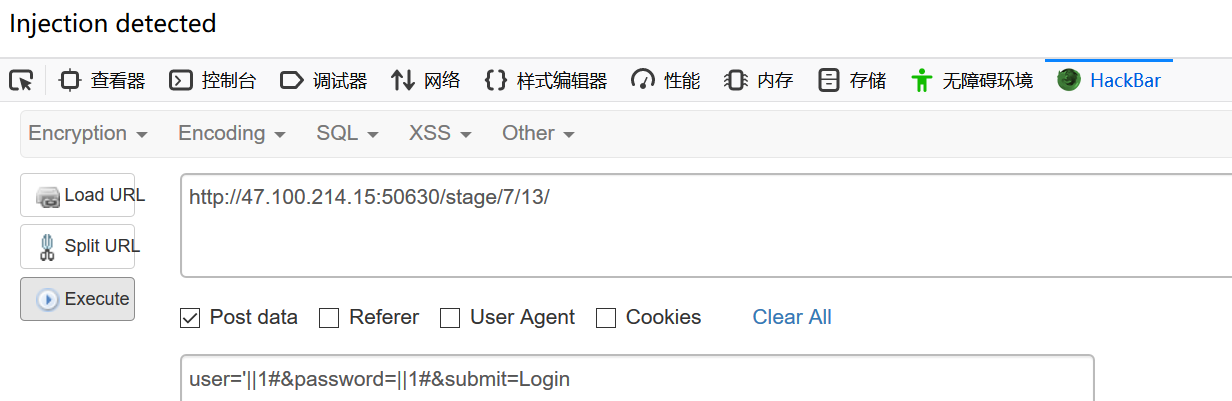 Injection detected
查看器 控制台 调试器 网络 样式编辑器 性能 内存 存储 无障碍环境 HackBar
Encryption Encoding SQL XSS Other
Load URL
http://47.100.214.15:50630/stage/7/13/
Split URL
Execute
Post data Referer User Agent Cookies Clear All
user='||1#&password=||1#&submit=Login